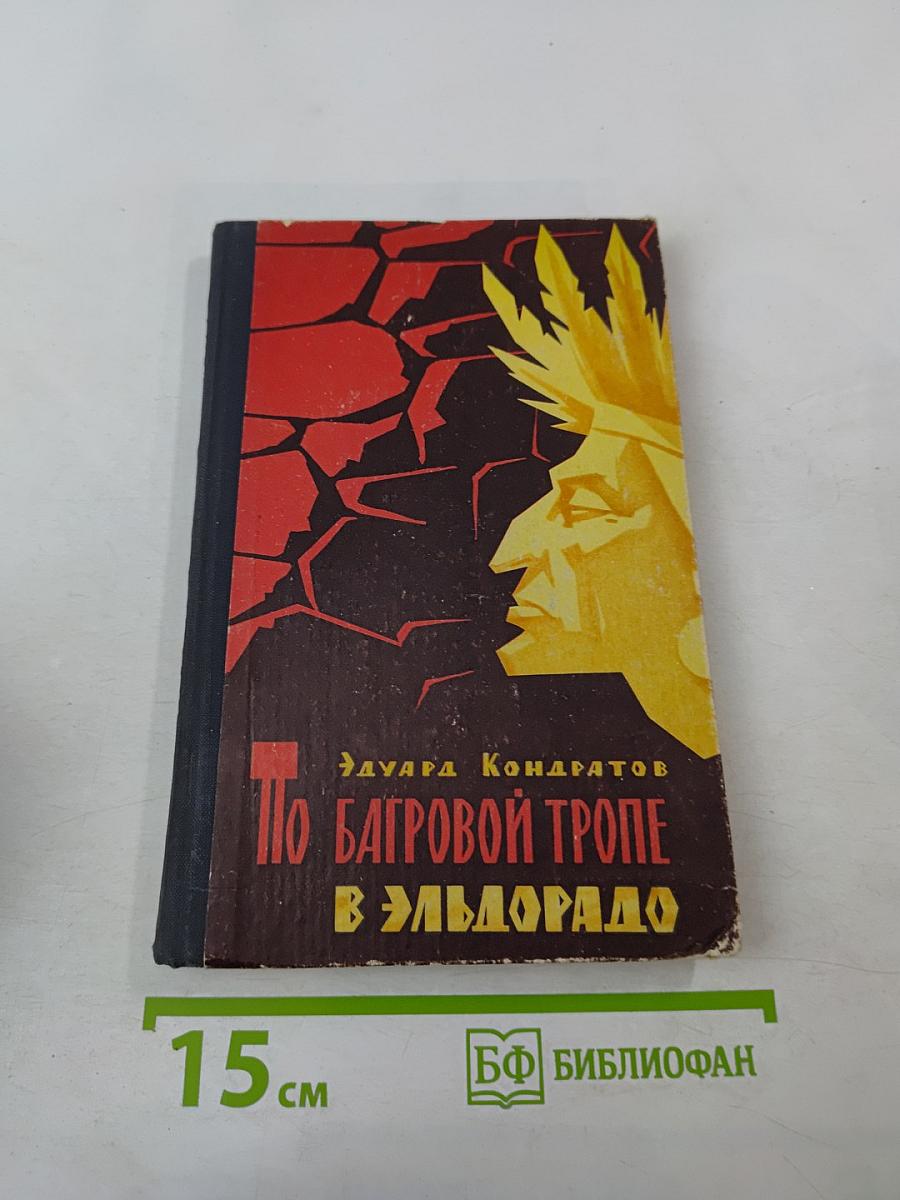 Эдуард Кондратов
По багровой тропе
в Эльдорадо
15 см
БФ БИБЛИОФАН